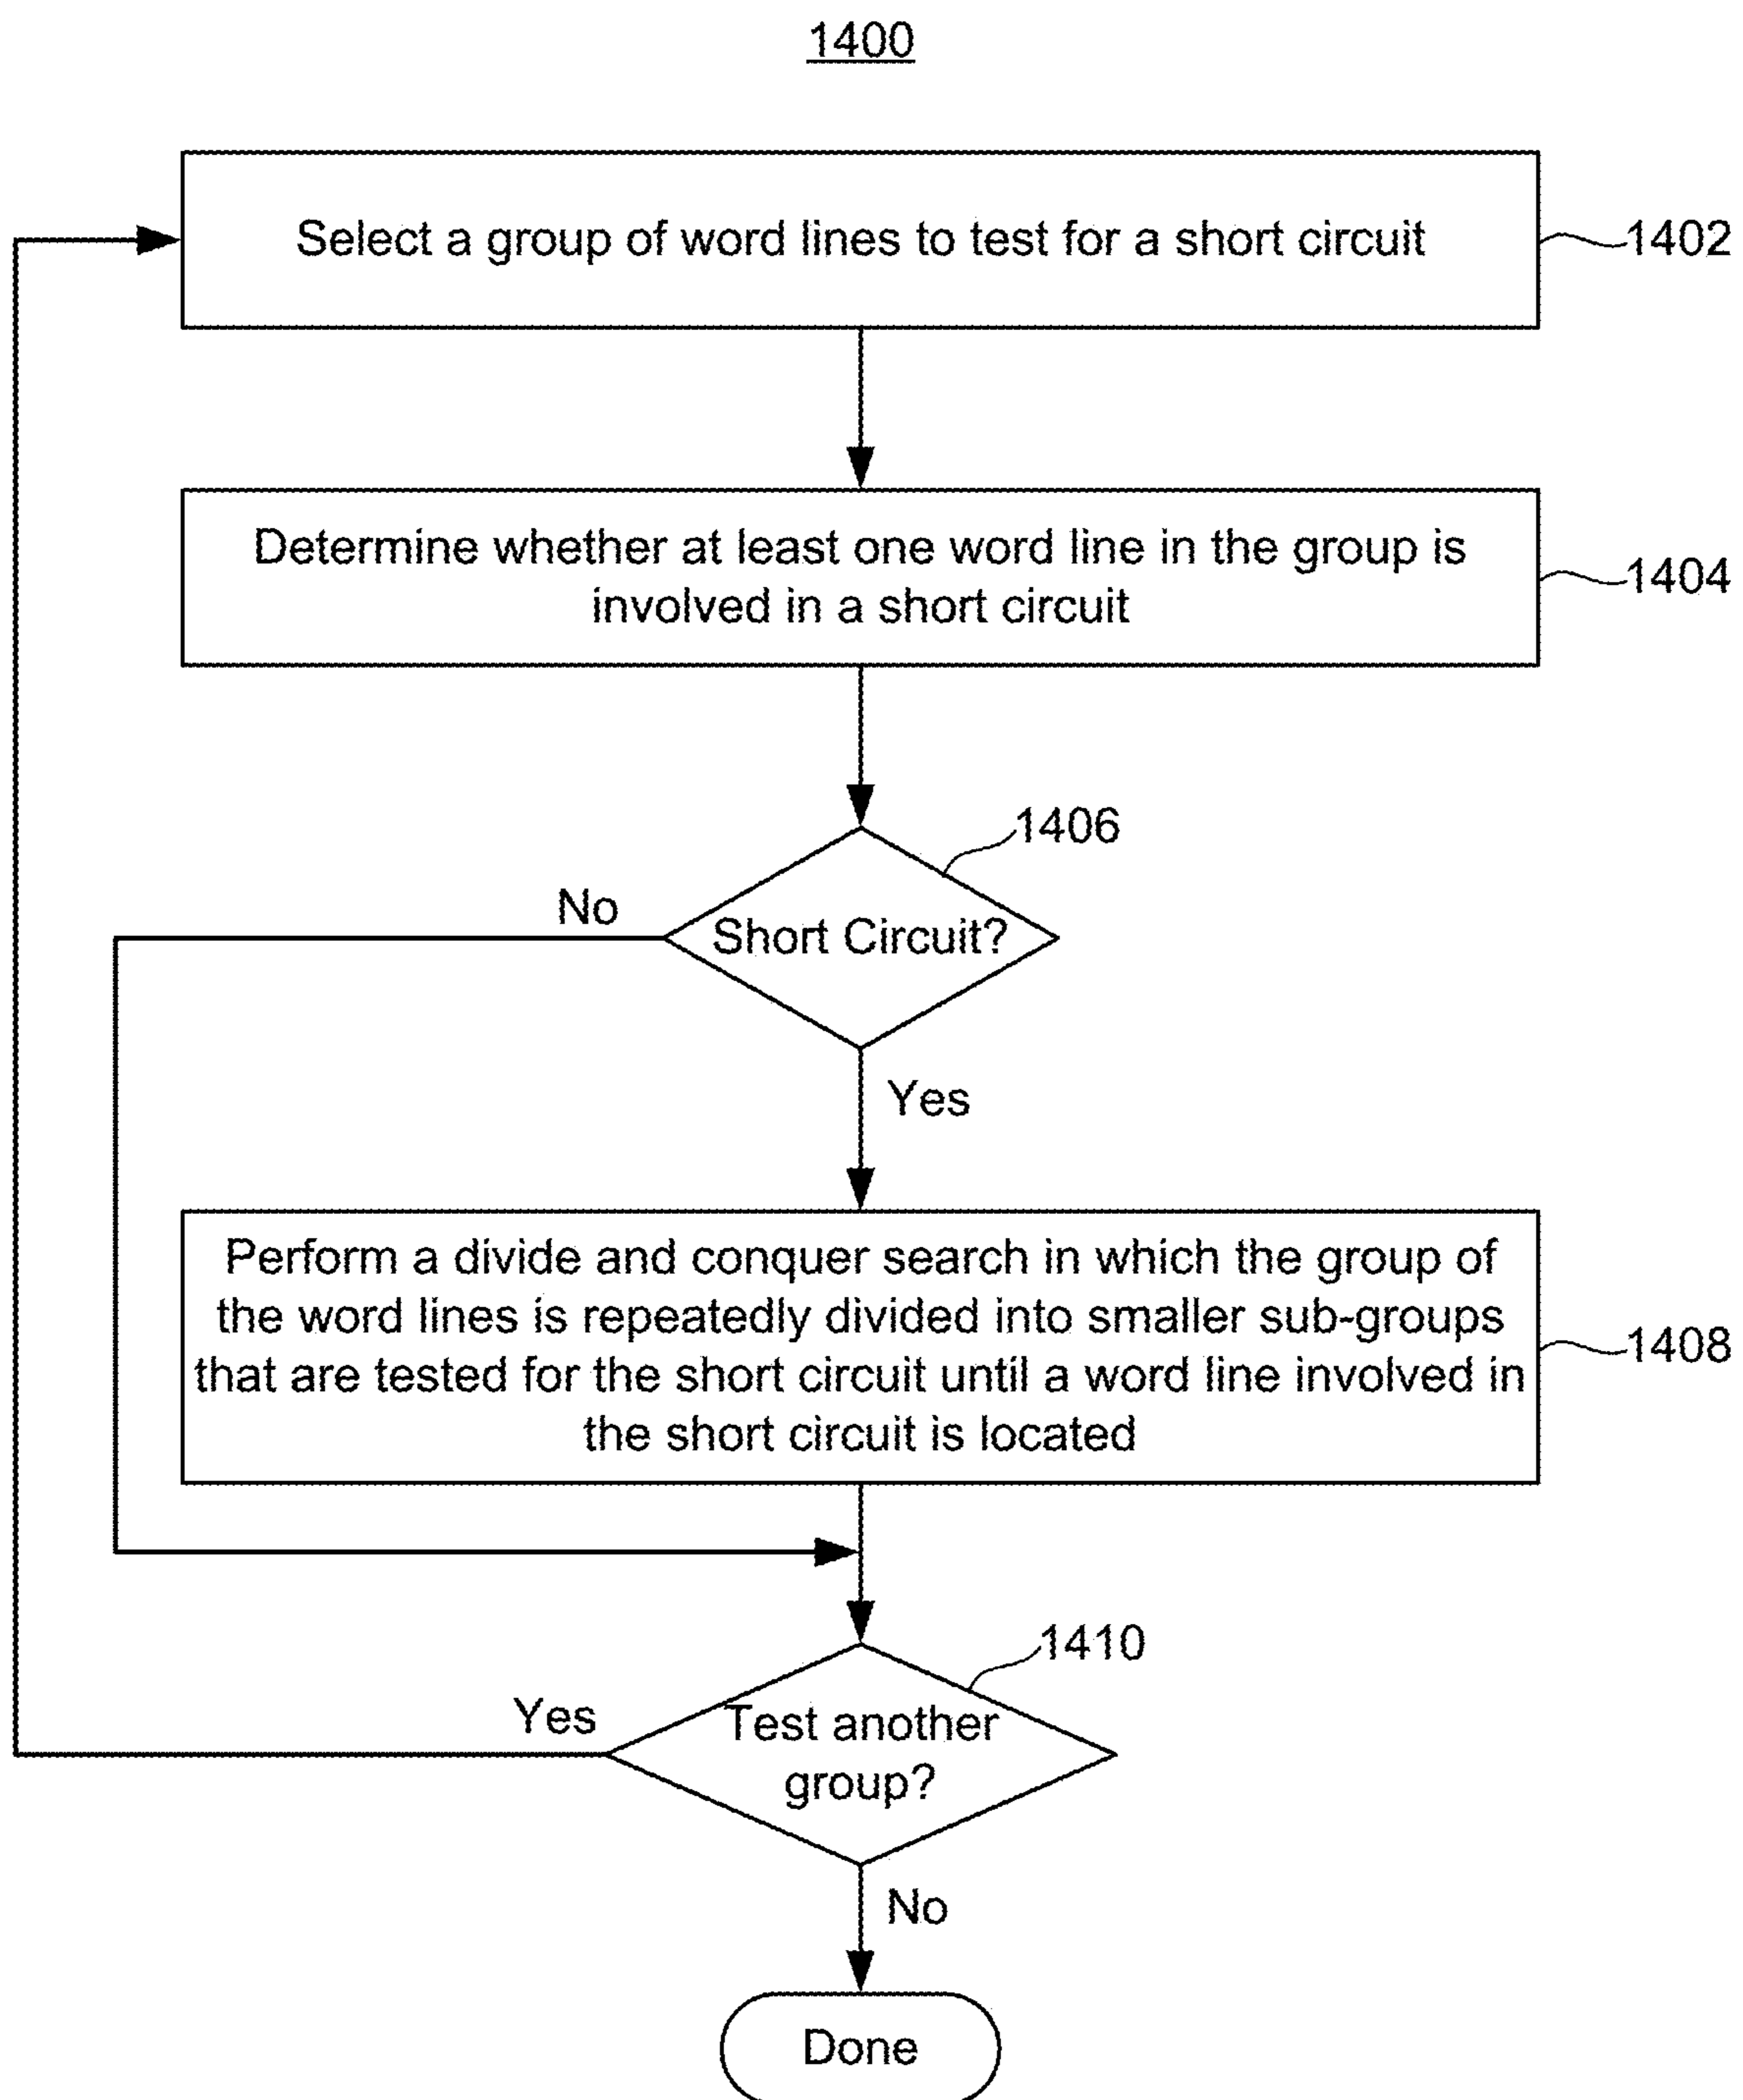 1400
Select a group of word lines to test for a short circuit
1402
Determine whether at least one word line in the group is
involved in a short circuit
1404
1406
No
Short Circuit?
Yes
Perform a divide and conquer search in which the group of
the word lines is repeatedly divided into smaller sub-groups
that are tested for the short circuit until a word line involved in
the short circuit is located
1408
1410
Yes
Test another
group?
No
Done